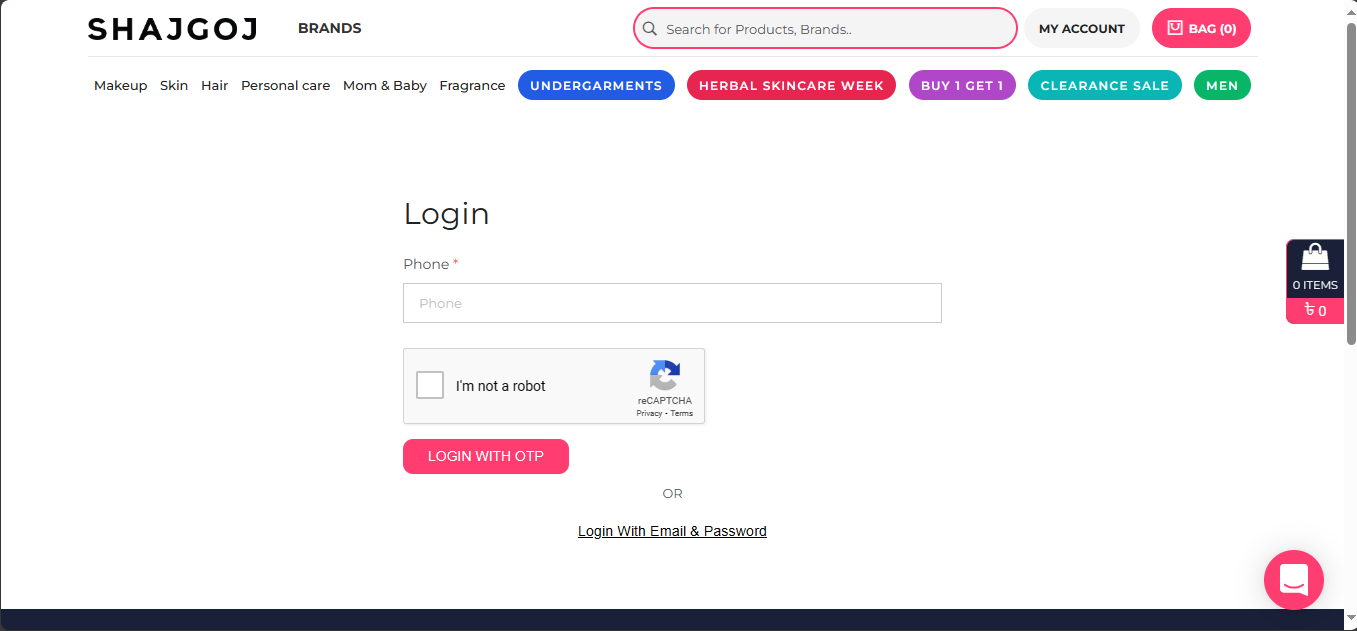 SHAJGOJ BRANDS Search for Products, Brands.. MY ACCOUNT BAG (0)
Makeup Skin Hair Personal care Mom & Baby Fragrance UNDERGARMENTS HERBAL SKINCARE WEEK BUY 1 GET 1 CLEARANCE SALE MEN
Login
Phone *
Phone
0 ITEMS
৳ 0
I'm not a robot
reCAPTCHA
Privacy - Terms
LOGIN WITH OTP
OR
Login With Email & Password